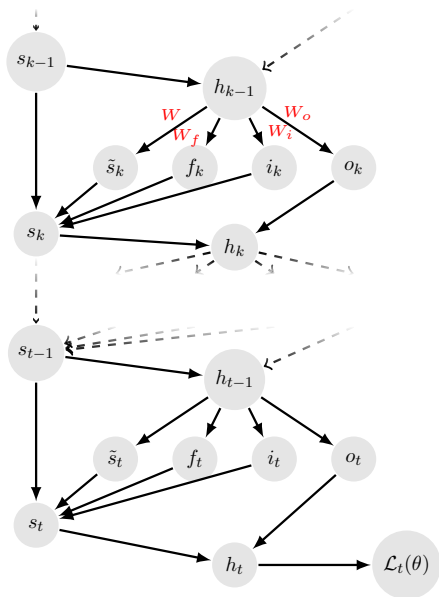 s_{k−1}
h_{k−1}
W W_f W_i W_o
s̃_k f_k i_k o_k
s_k
h_k
s_{t−1}
h_{t−1}
s̃_t f_t i_t o_t
s_t
h_t ℒ_t(θ)